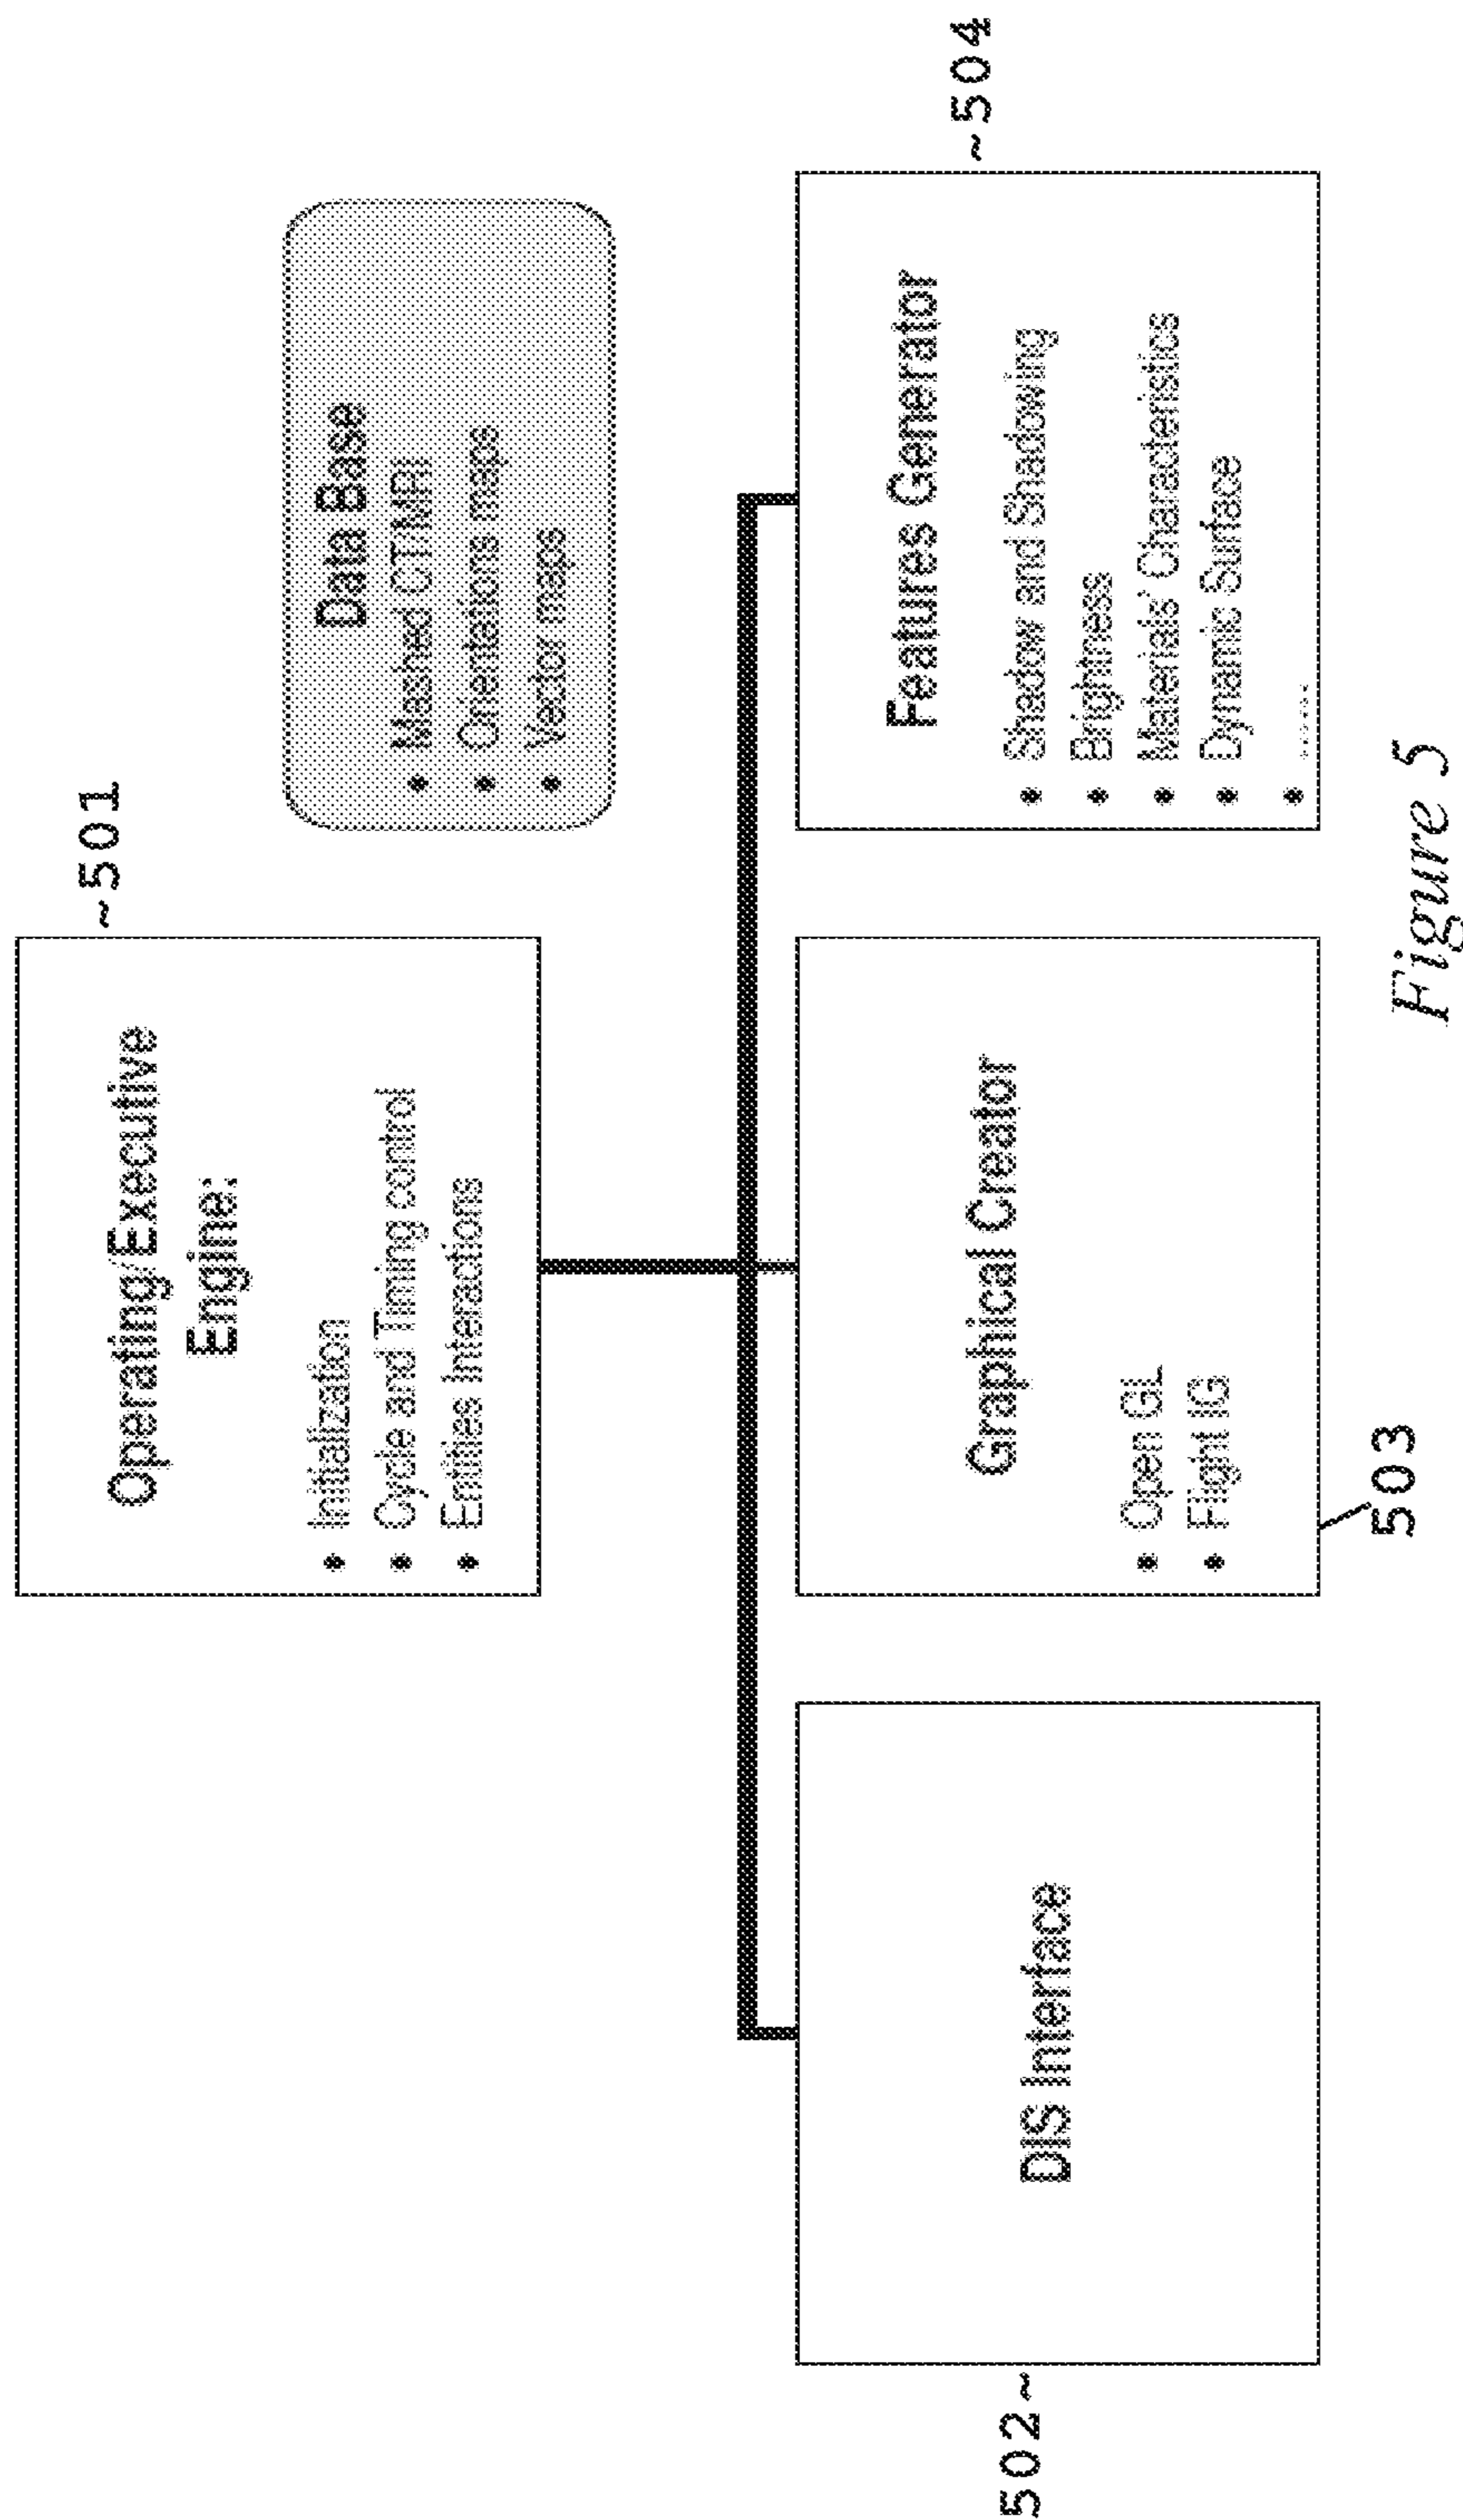 ~501
Operating/Executive
Engine:
• Initialization
• Cycle and Timing control
• Entities Interactions
Data Base
• Mashed CT/MRI
• Orientations maps
• Vector maps
502~
DIS Interface
Graphical Creator
• Open GL
• Flight IG
503
~504
Features Generator
• Shadow and Shadowing
• Brightness
• Materials' Characteristics
• Dynamic Surface
• .....
Figure 5